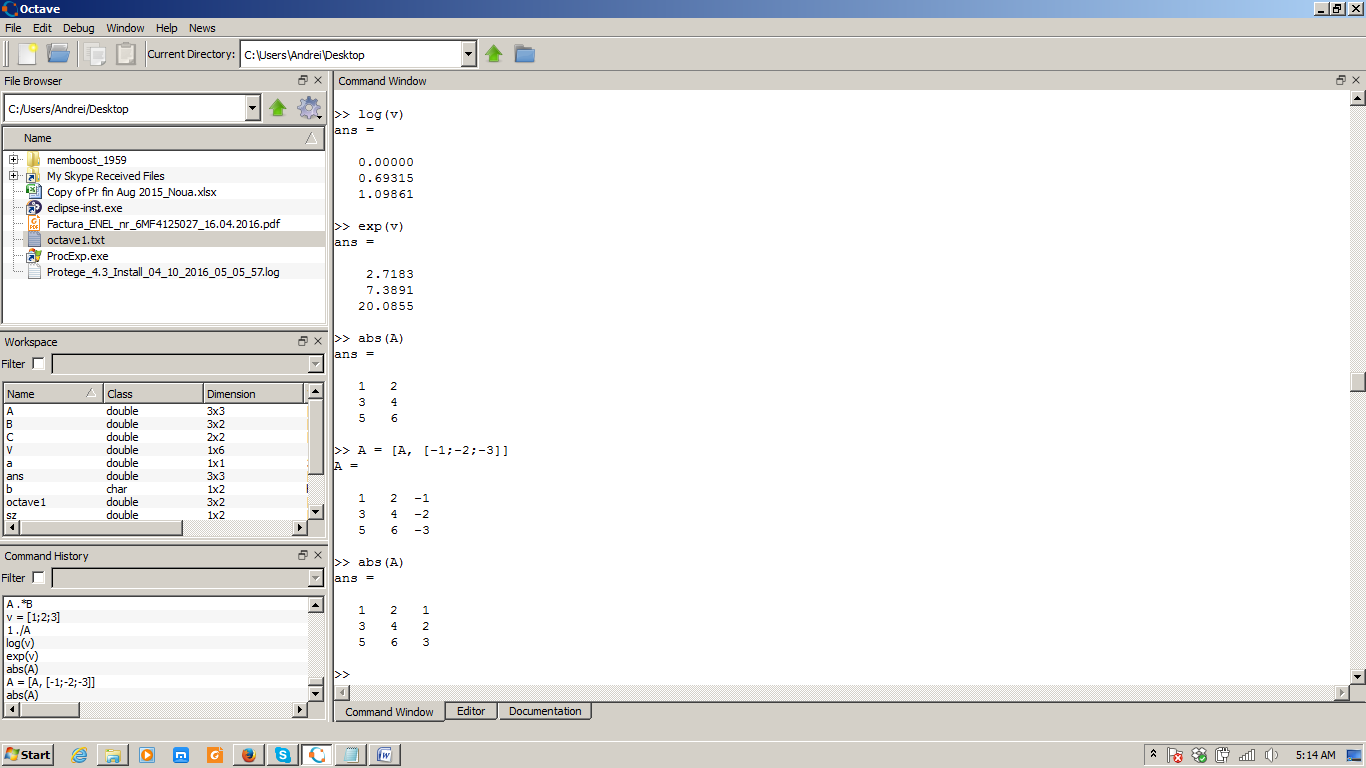 Octave
File Edit Debug Window Help News
Current Directory: C:\Users\Andrei\Desktop
File Browser
C:/Users/Andrei/Desktop
Name
memboost_1959
My Skype Received Files
Copy of Pr fin Aug 2015_Noua.xlsx
eclipse-inst.exe
Factura_ENEL_nr_6MF4125027_16.04.2016.pdf
octave1.txt
ProcExp.exe
Protege_4.3_Install_04_10_2016_05_05_57.log
Workspace
Filter
Name Class Dimension
A double 3x3
B double 3x2
C double 2x2
V double 1x6
a double 1x1
ans double 3x3
b char 1x2
octave1 double 3x2
sz double 1x2
Command History
Filter
A .*B
v = [1;2;3]
1 ./A
log(v)
exp(v)
abs(A)
A = [A, [-1;-2;-3]]
abs(A)
Command Window
>> log(v)
ans =
0.00000
0.69315
1.09861
>> exp(v)
ans =
2.7183
7.3891
20.0855
>> abs(A)
ans =
1 2
3 4
5 6
>> A = [A, [-1;-2;-3]]
A =
1 2 -1
3 4 -2
5 6 -3
>> abs(A)
ans =
1 2 1
3 4 2
5 6 3
>>
Command Window Editor Documentation
Start
5:14 AM